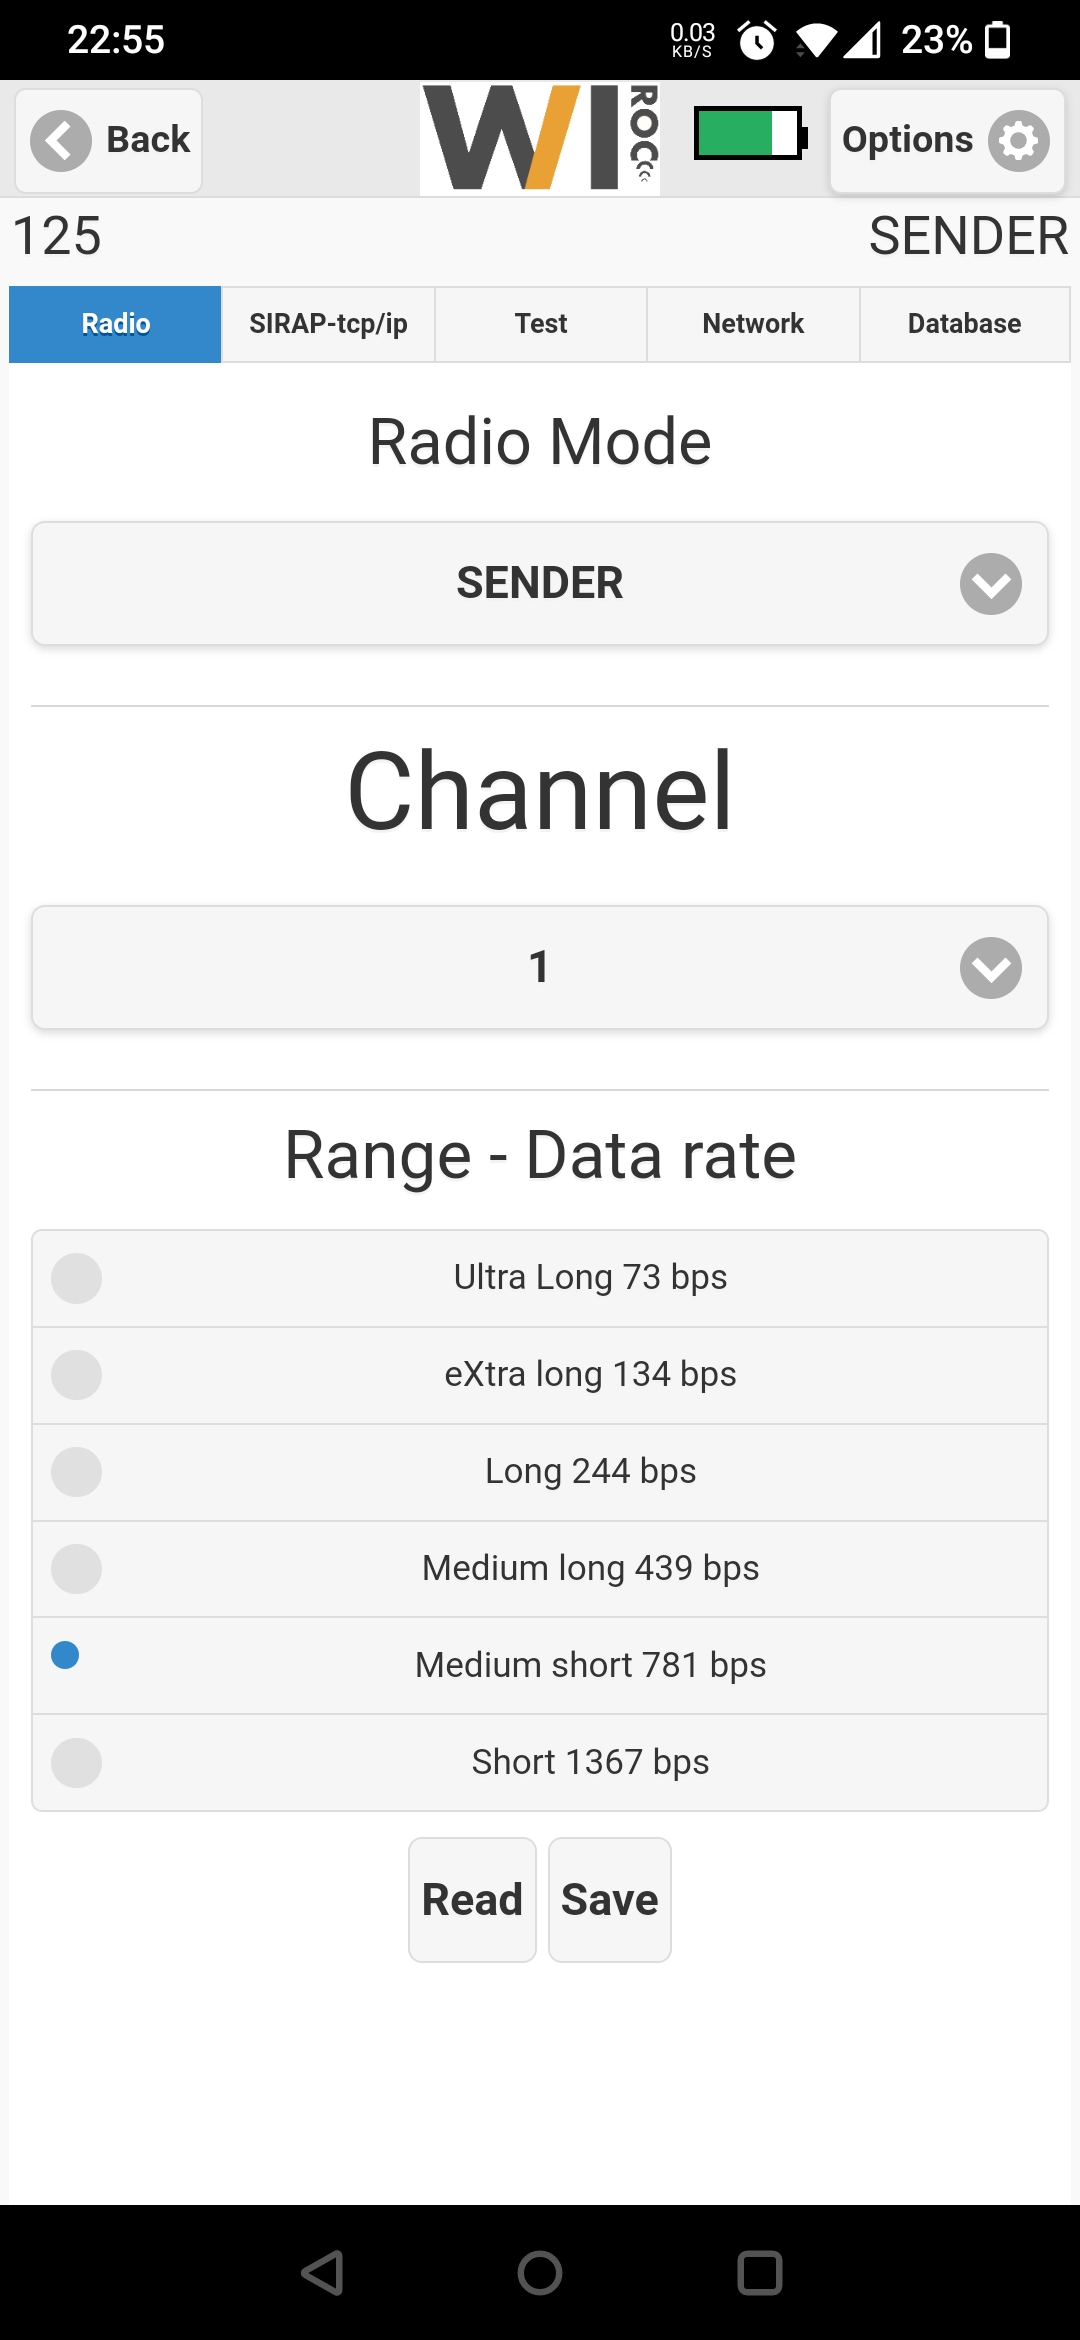 22:55
0.03
KB/S
23%
Back
WI
ROC
Options
125
SENDER
Radio
SIRAP-tcp/ip
Test
Network
Database
Radio Mode
SENDER
Channel
1
Range - Data rate
Ultra Long 73 bps
eXtra long 134 bps
Long 244 bps
Medium long 439 bps
Medium short 781 bps
Short 1367 bps
Read
Save